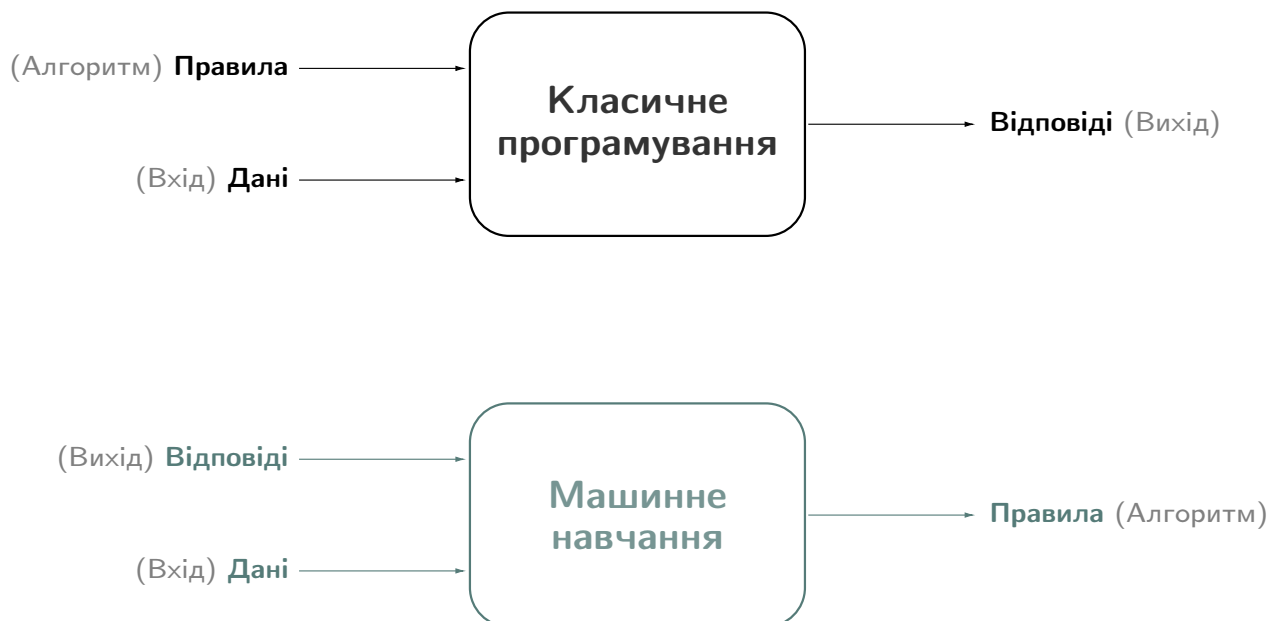 (Алгоритм) Правила
Класичне
програмування
Відповіді (Вихід)
(Вхід) Дані
(Вихід) Відповіді
Машинне
навчання
Правила (Алгоритм)
(Вхід) Дані